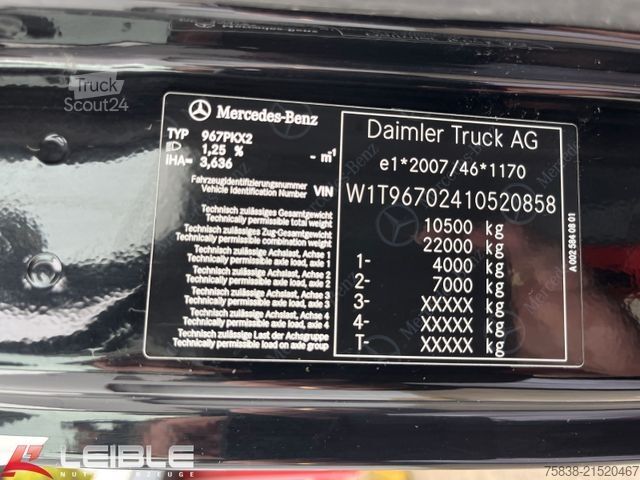 Truck
Scout24
Mercedes-Benz
TYP 967PKX2
1,25 %
iHA= 3,636 - m⁻¹
Fahrzeugidentifizierungsnummer
Vehicle Identification Number VIN
Technisch zulässiges Gesamtgewicht
Technically permissible total weight
Technisch zulässiges Zug-Gesamtgewicht
Technically permissible combination weight
Technisch zulässige Achslast, Achse 1
Technically permissible axle load, axle 1
Technisch zulässige Achslast, Achse 2
Technically permissible axle load, axle 2
Technisch zulässige Achslast, Achse 3
Technically permissible axle load, axle 3
Technisch zulässige Achslast, Achse 4
Technically permissible axle load, axle 4
Technisch zulässige Last der Achsgruppe
Technically permissible load on axle group
Daimler Truck AG
e1*2007/46*1170
W1T96702410520858
10500 kg
22000 kg
1- 4000 kg
2- 7000 kg
3- XXXXX kg
4- XXXXX kg
T- XXXXX kg
A 002 584 08 01
LEIBLE
NUTZFAHRZEUGE
75838-21520467